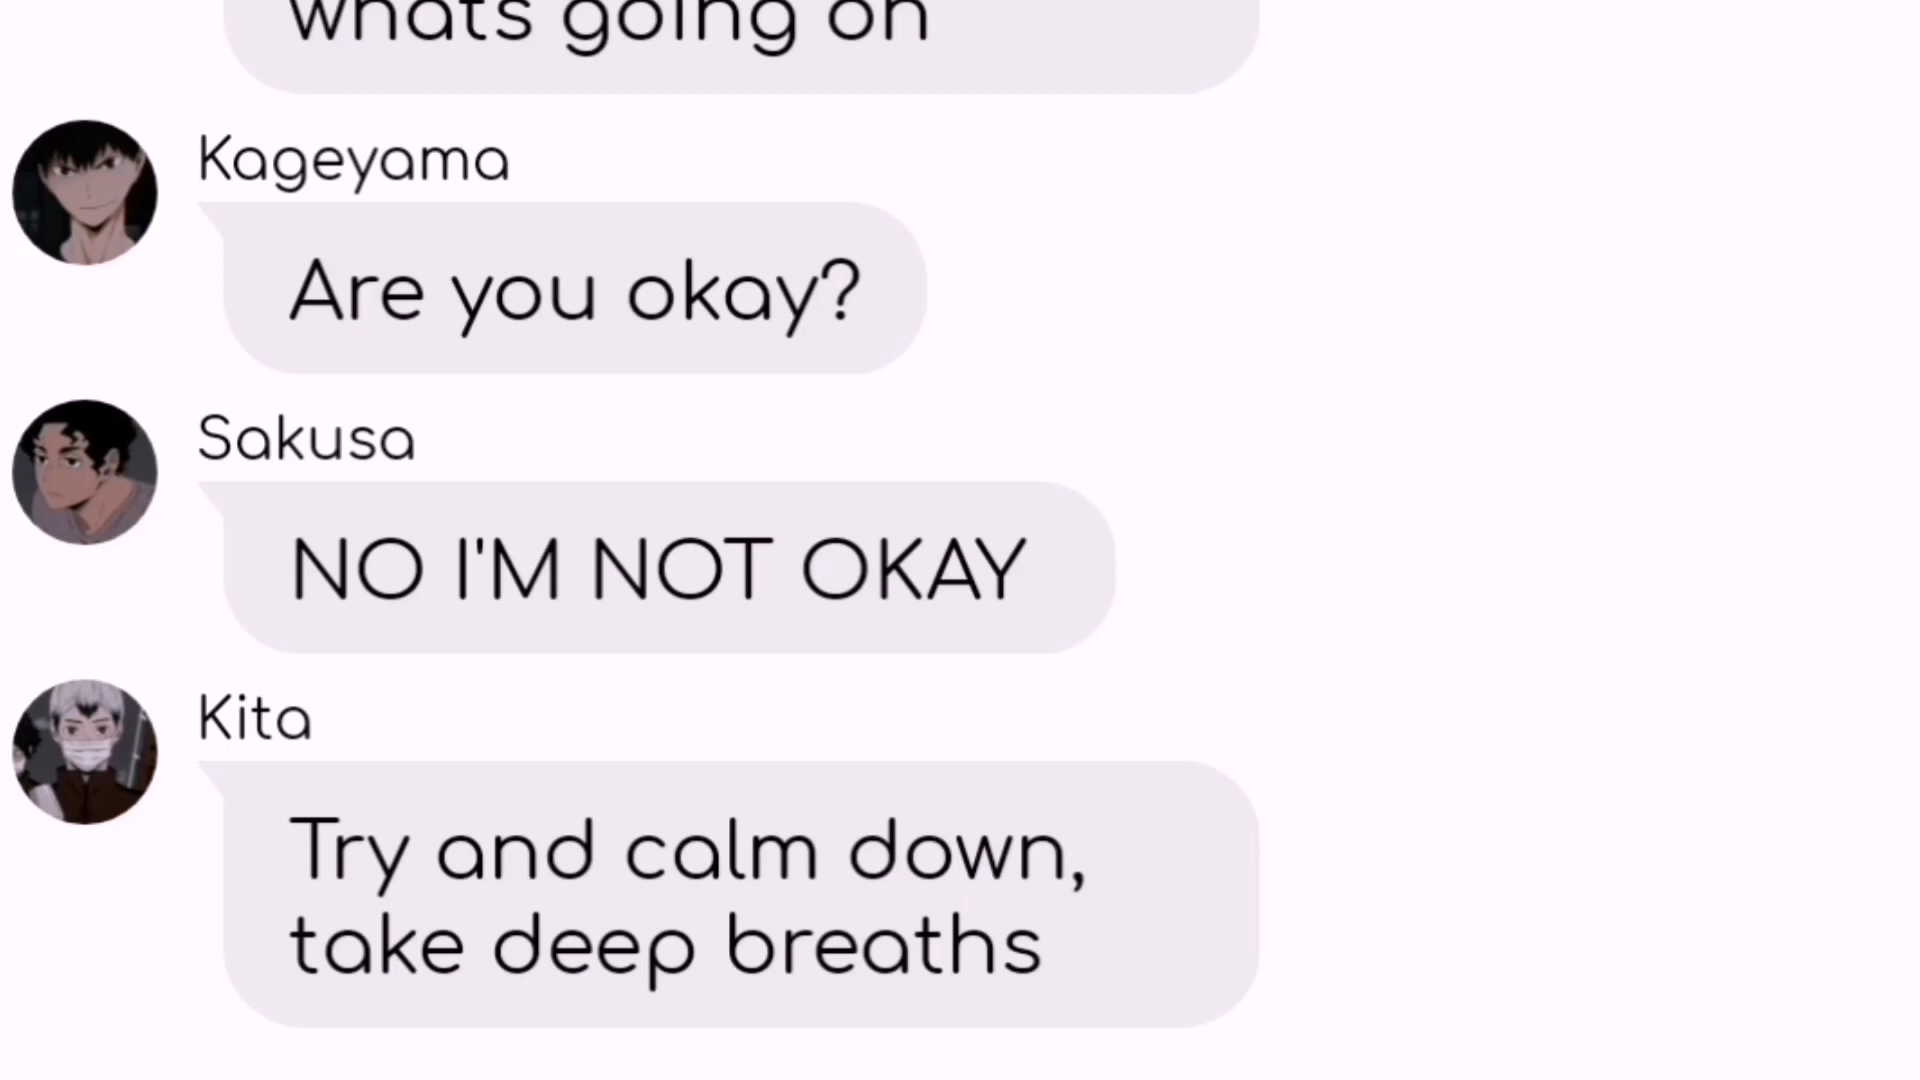 whats going on
Kageyama
Are you okay?
Sakusa
NO I'M NOT OKAY
Kita
Try and calm down,
take deep breaths